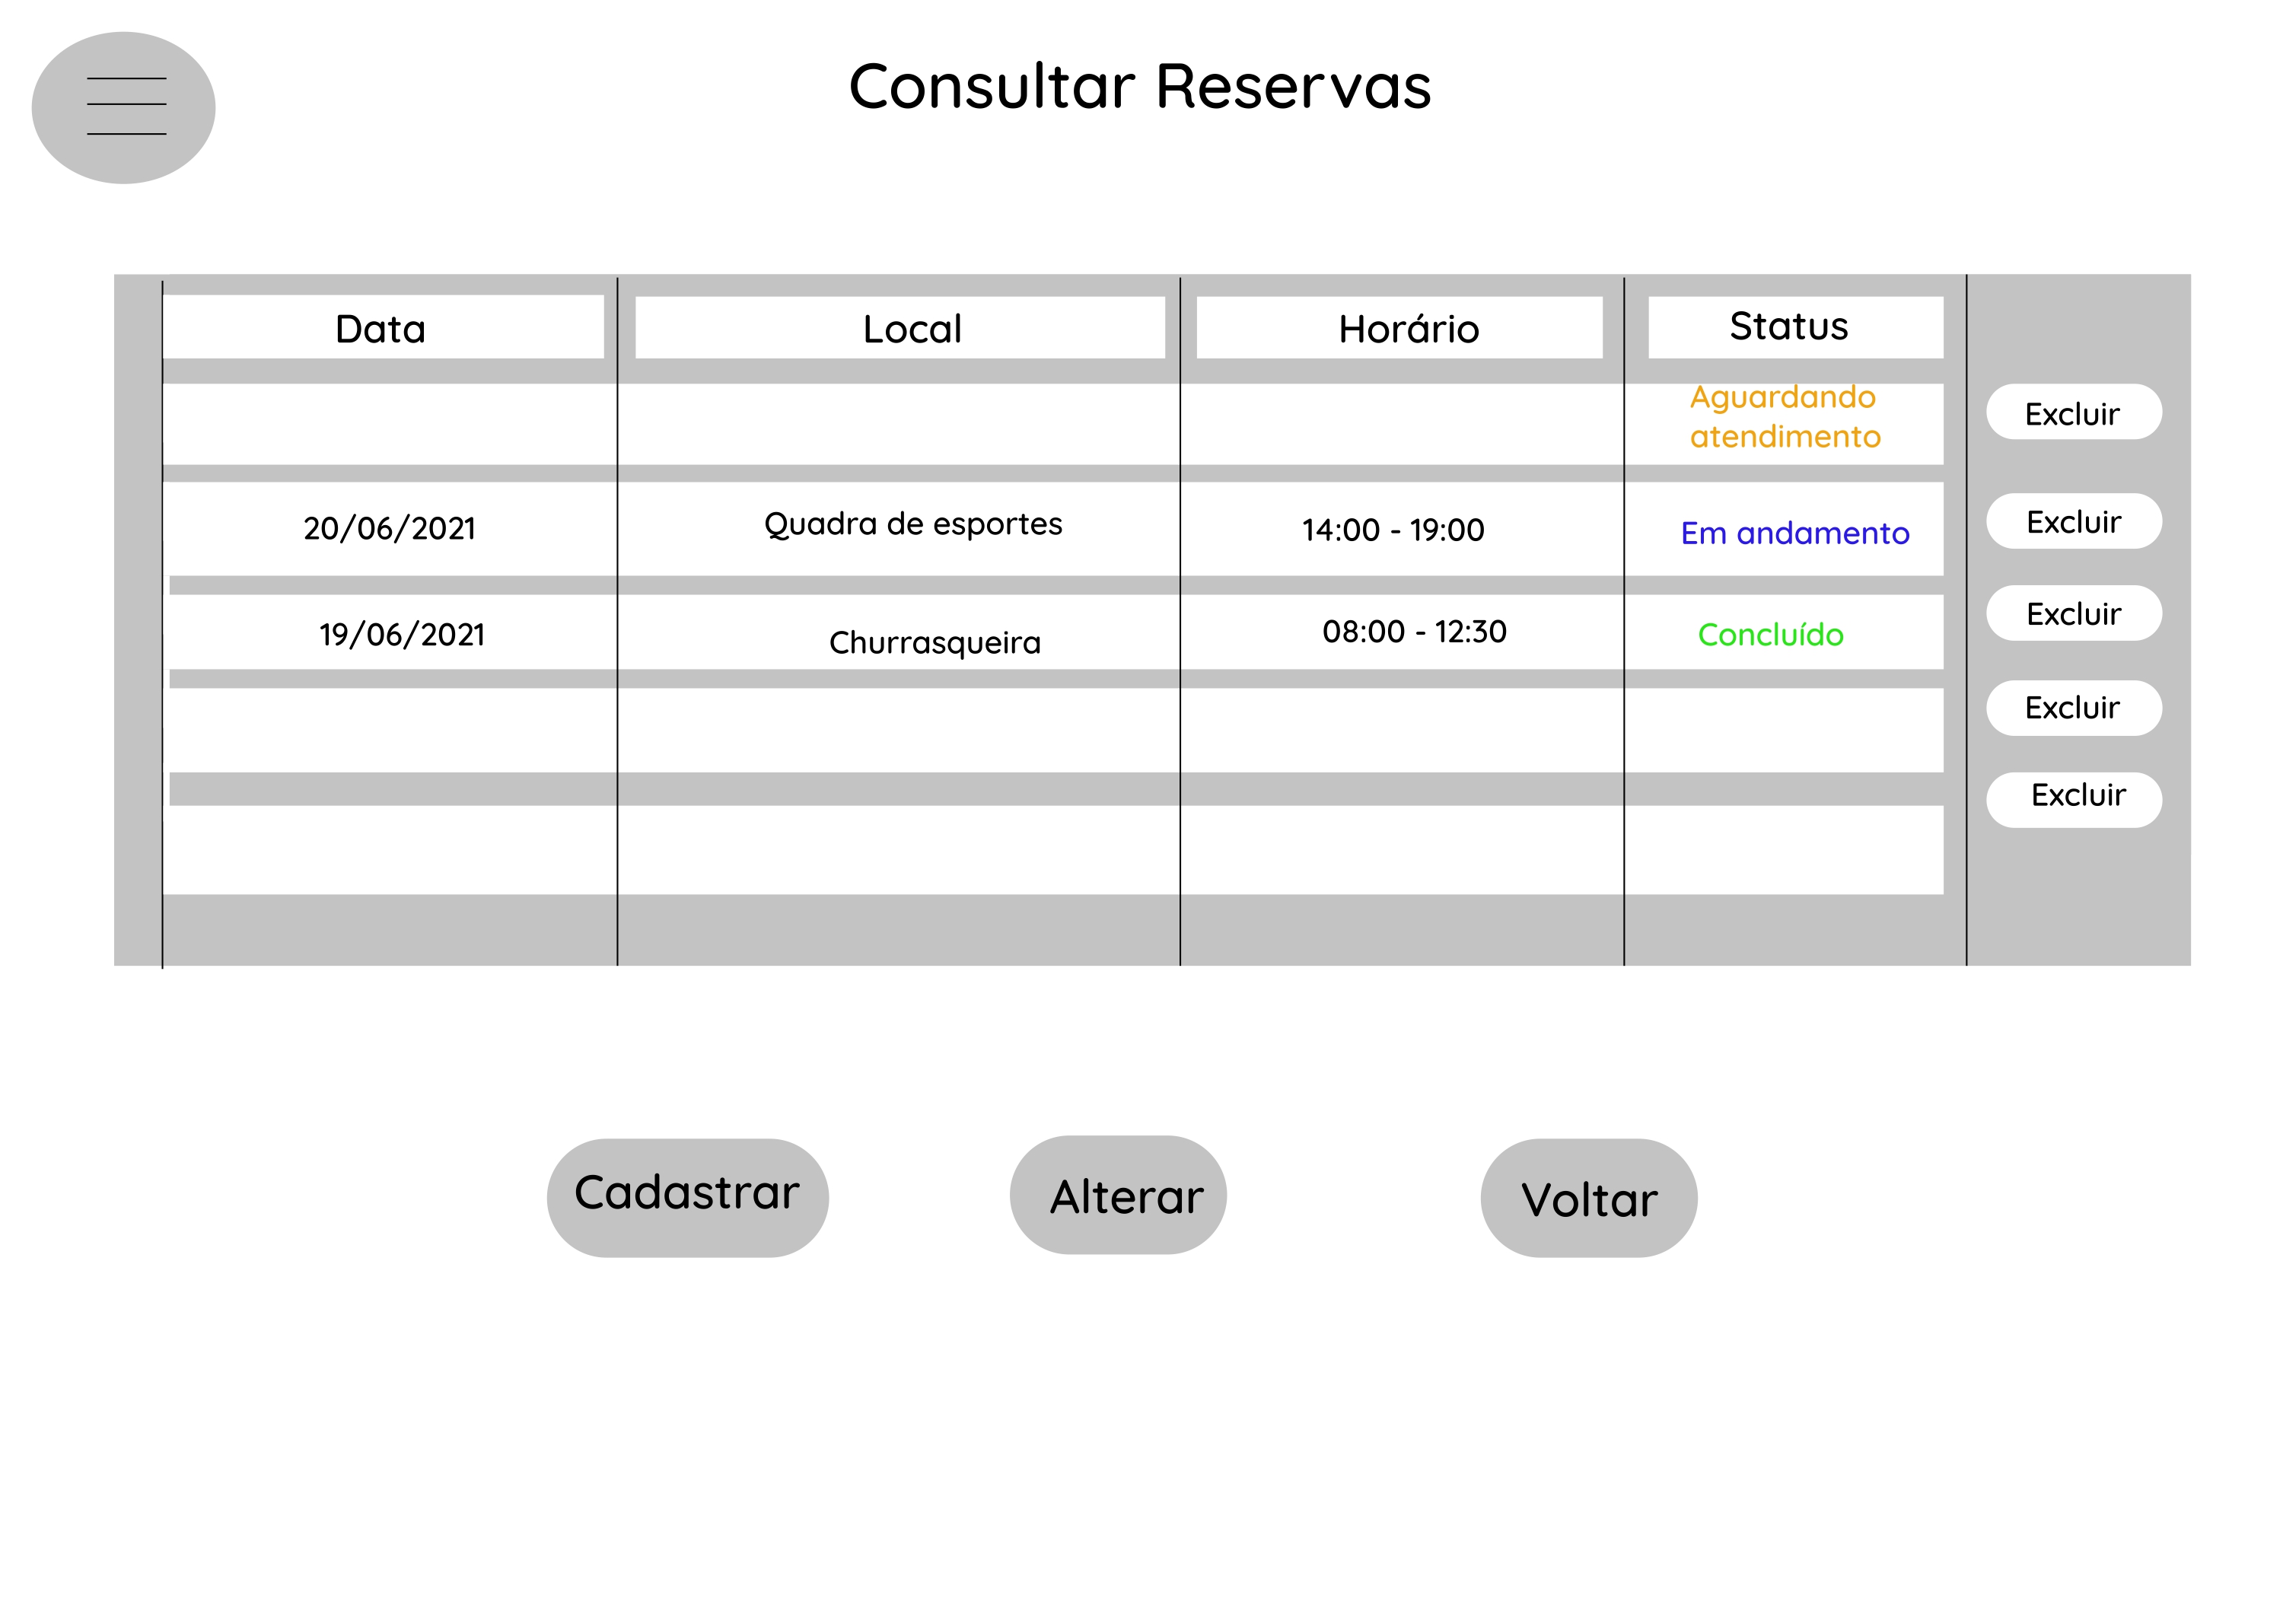 Consultar Reservas
Data Local Horário Status
Aguardando
atendimento
Excluir
20/06/2021 Quadra de esportes 14:00 - 19:00 Em andamento Excluir
19/06/2021 Churrasqueira 08:00 - 12:30 Concluído Excluir
Excluir
Excluir
Cadastrar Alterar Voltar